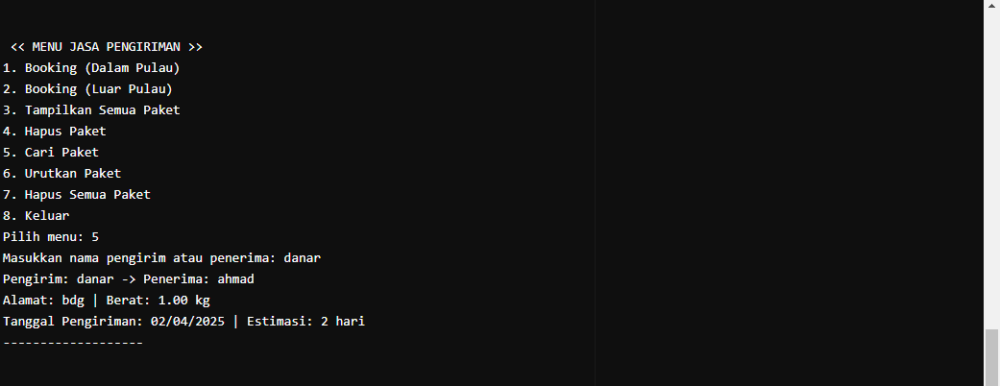 << MENU JASA PENGIRIMAN >>
1. Booking (Dalam Pulau)
2. Booking (Luar Pulau)
3. Tampilkan Semua Paket
4. Hapus Paket
5. Cari Paket
6. Urutkan Paket
7. Hapus Semua Paket
8. Keluar
Pilih menu: 5
Masukkan nama pengirim atau penerima: danar
Pengirim: danar -> Penerima: ahmad
Alamat: bdg | Berat: 1.00 kg
Tanggal Pengiriman: 02/04/2025 | Estimasi: 2 hari
-------------------